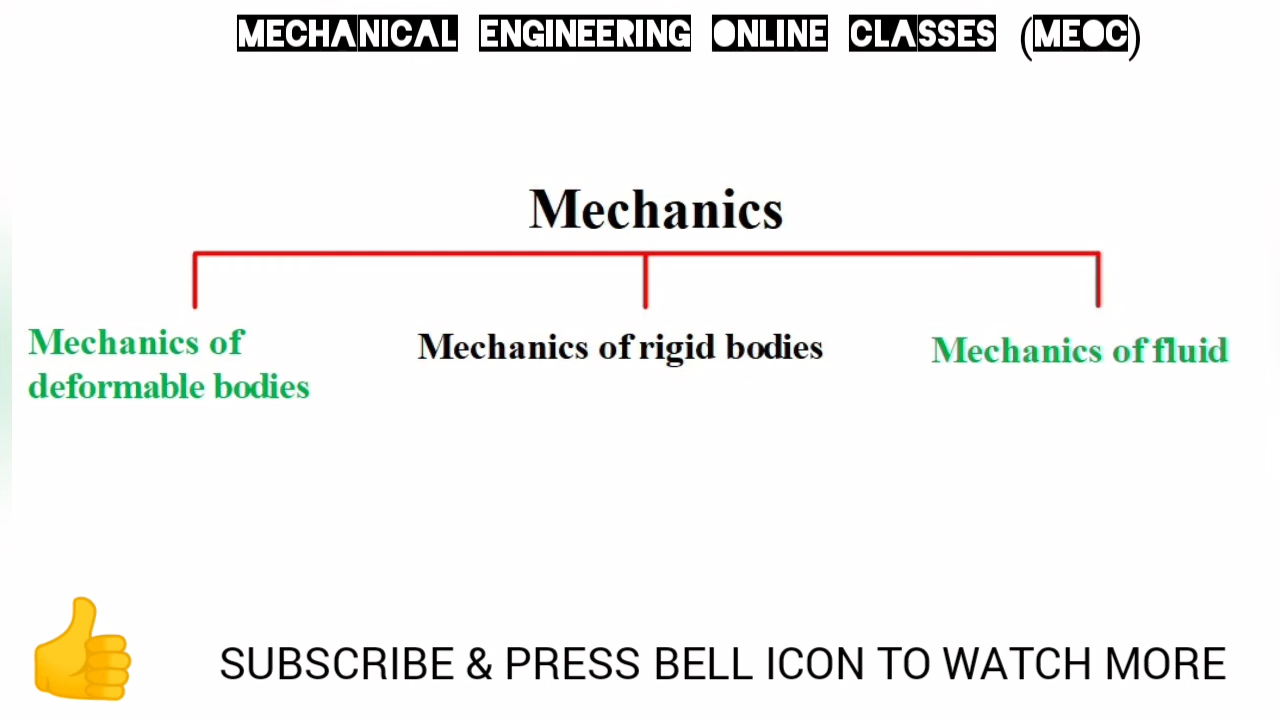 MECHANICAL ENGINEERING ONLINE CLASSES (MEOC)
Mechanics
Mechanics of
deformable bodies
Mechanics of rigid bodies
Mechanics of fluid
SUBSCRIBE & PRESS BELL ICON TO WATCH MORE